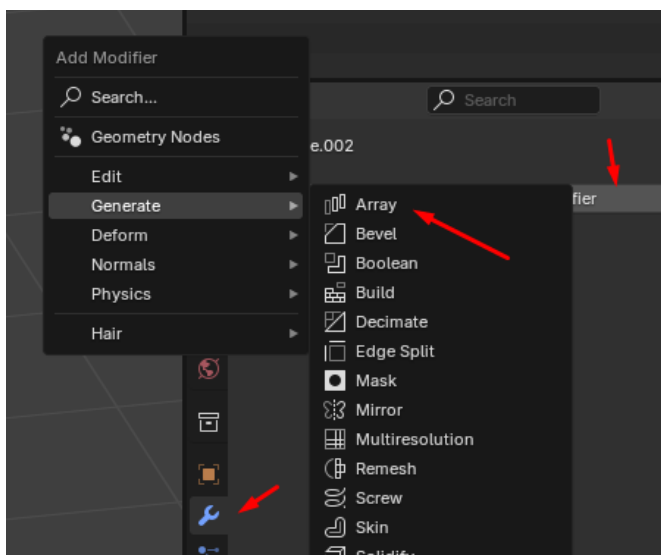 Add Modifier
Search...
Search
Geometry Nodes
e.002
Edit
Generate
fier
Array
Deform
Bevel
Normals
Boolean
Physics
Build
Decimate
Hair
Edge Split
Mask
Mirror
Multiresolution
Remesh
Screw
Skin
Solidify